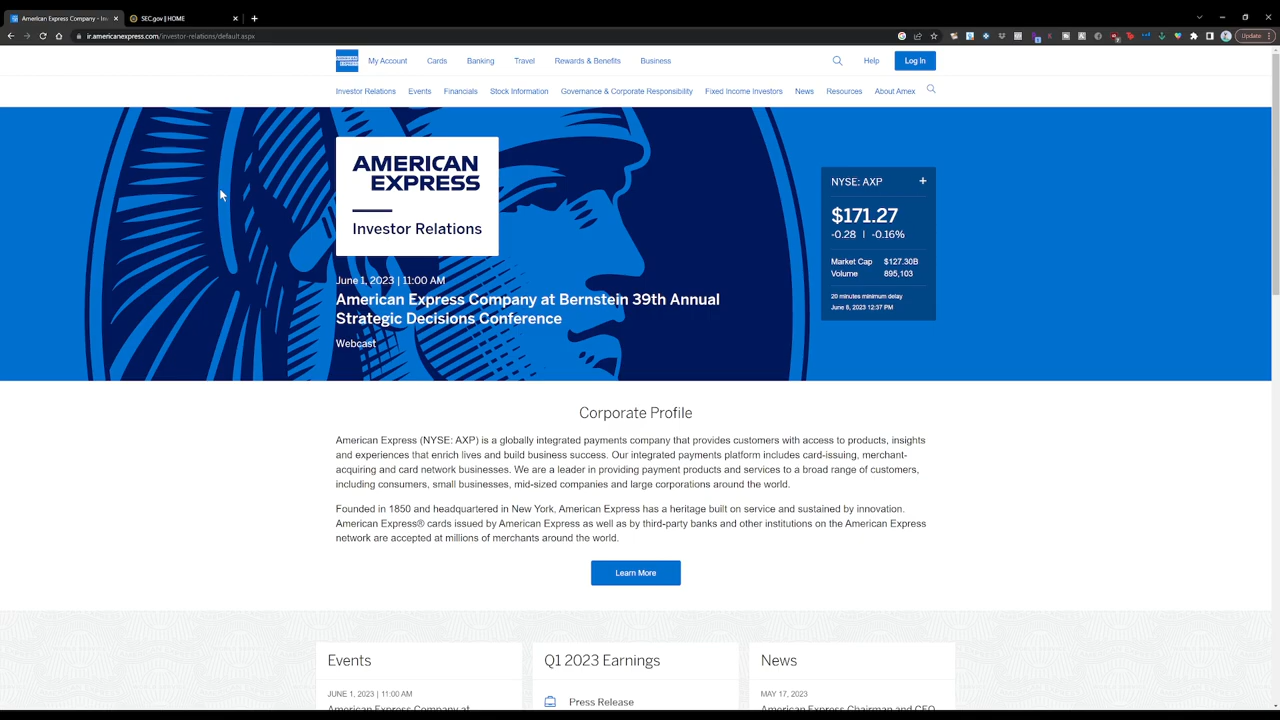 American Express Company - Inv
SEC.gov | HOME
ir.americanexpress.com/investor-relations/default.aspx
Update
AMERICAN
EXPRESS
My Account Cards Banking Travel Rewards & Benefits Business Help Log In
Investor Relations Events Financials Stock Information Governance & Corporate Responsibility Fixed Income Investors News Resources About Amex
AMERICAN
EXPRESS
Investor Relations
June 1, 2023 | 11:00 AM
American Express Company at Bernstein 39th Annual
Strategic Decisions Conference
Webcast
NYSE: AXP +
$171.27
-0.28 | -0.16%
Market Cap $127.30B
Volume 895,103
20 minutes minimum delay
June 6, 2023 12:37 PM
Corporate Profile
American Express (NYSE: AXP) is a globally integrated payments company that provides customers with access to products, insights
and experiences that enrich lives and build business success. Our integrated payments platform includes card-issuing, merchant-
acquiring and card network businesses. We are a leader in providing payment products and services to a broad range of customers,
including consumers, small businesses, mid-sized companies and large corporations around the world.
Founded in 1850 and headquartered in New York, American Express has a heritage built on service and sustained by innovation.
American Express® cards issued by American Express as well as by third-party banks and other institutions on the American Express
network are accepted at millions of merchants around the world.
Learn More
Events
JUNE 1, 2023 | 11:00 AM
American Express Company at
Q1 2023 Earnings
Press Release
News
MAY 17, 2023
American Express Chairman and CEO